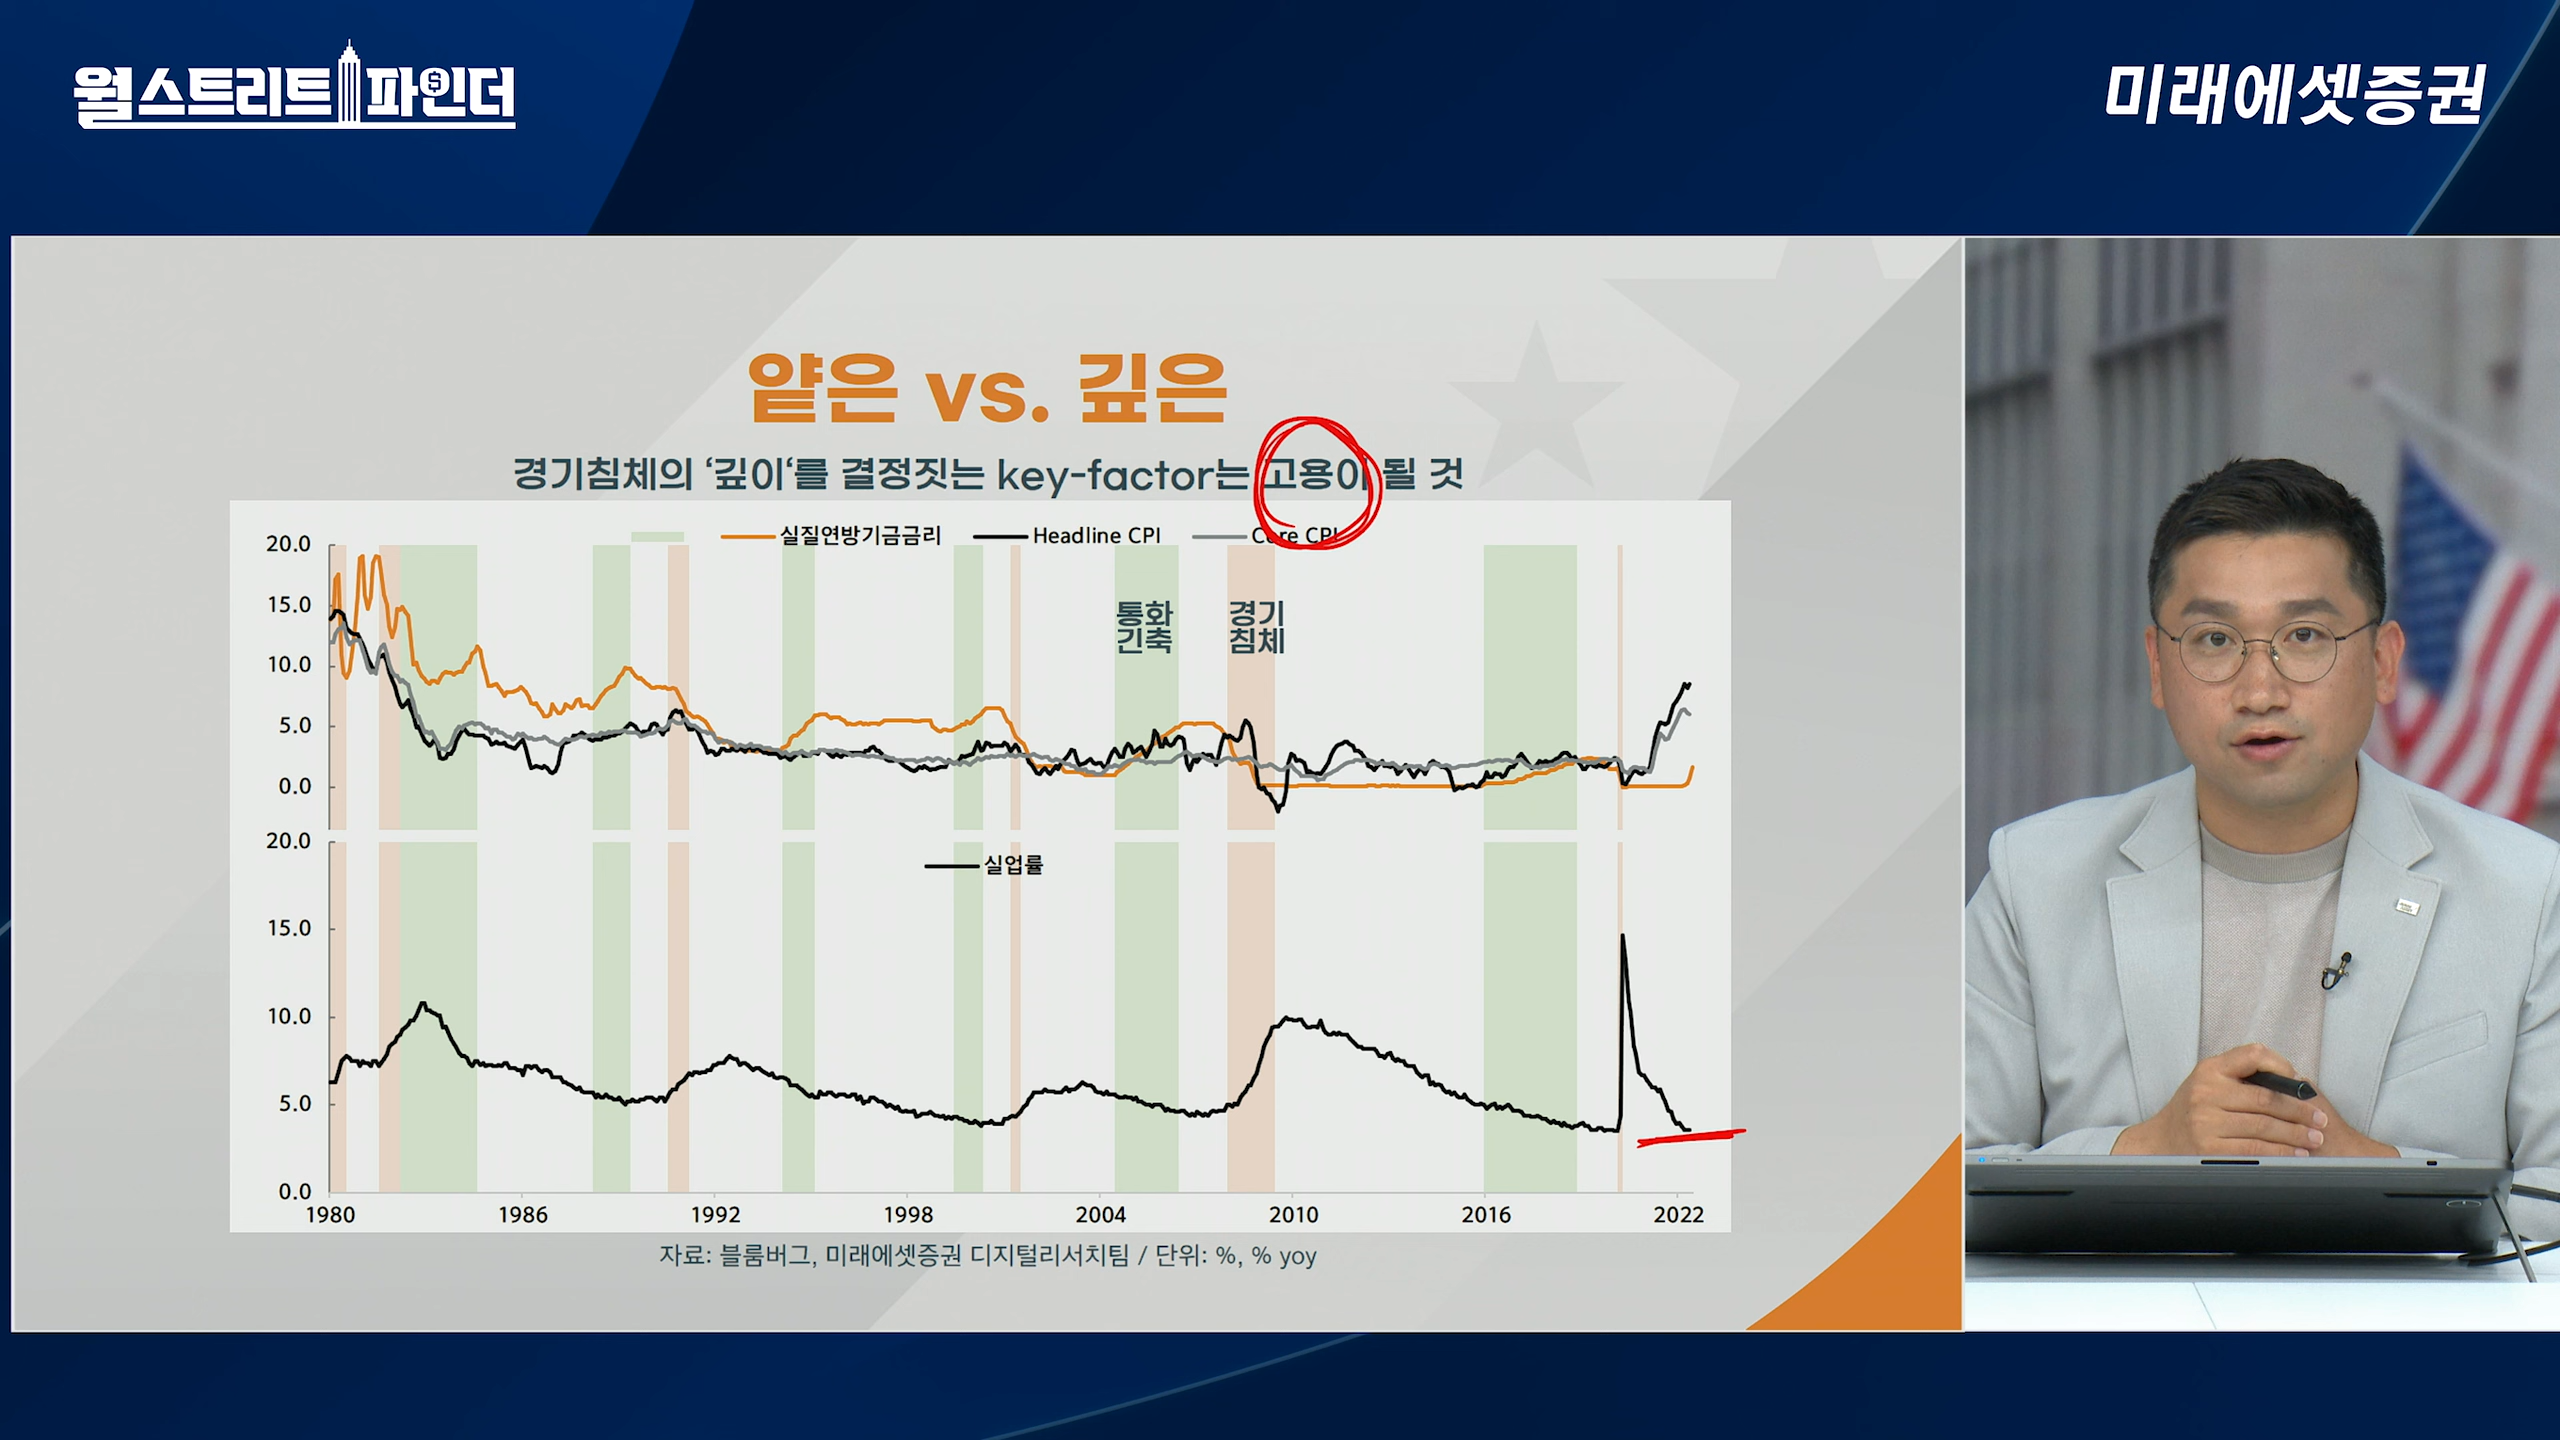 월스트리트 파인더
미래에셋증권
얕은 vs. 깊은
경기침체의 ‘깊이‘를 결정짓는 key-factor는 고용이 될 것
실질연방기금금리 Headline CPI Core CPI
20.0
15.0
10.0
5.0
0.0
통화
긴축
경기
침체
20.0
15.0
10.0
5.0
0.0
실업률
1980 1986 1992 1998 2004 2010 2016 2022
자료: 블룸버그, 미래에셋증권 디지털리서치팀 / 단위: %, % yoy